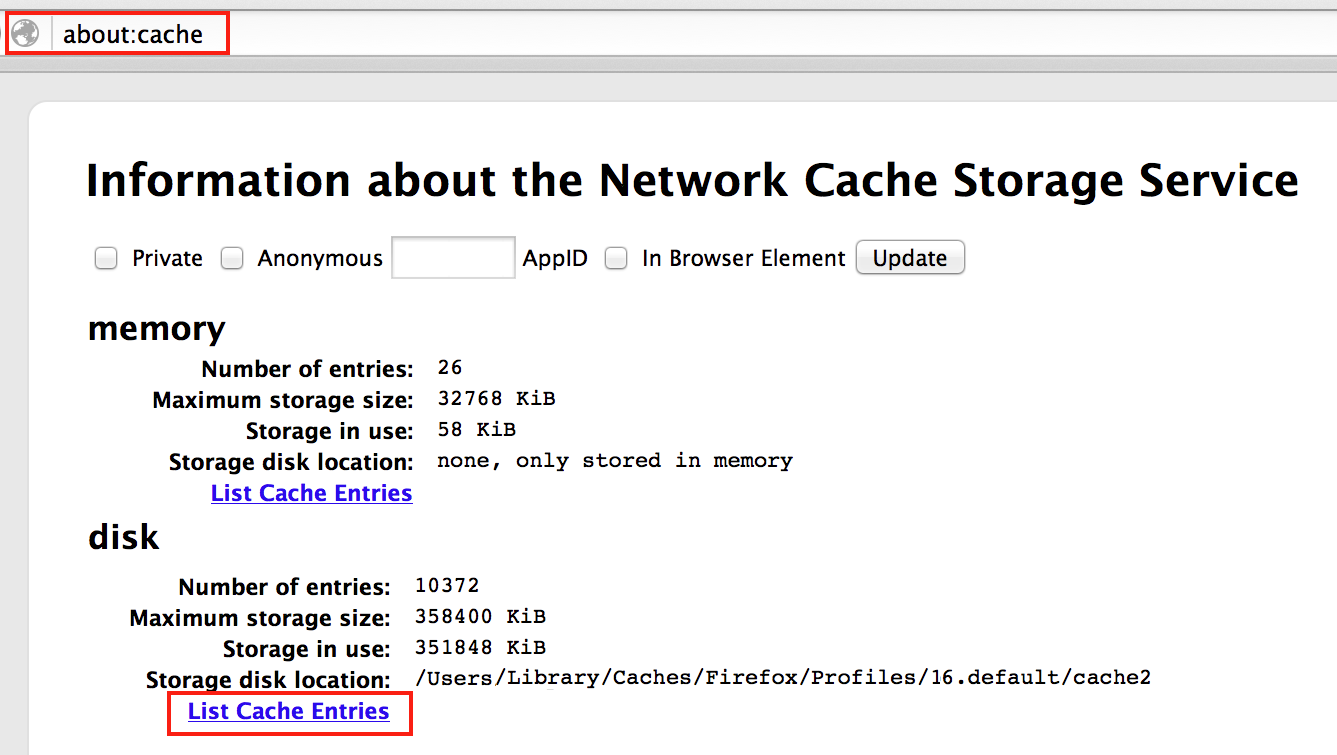 about:cache
Information about the Network Cache Storage Service
Private Anonymous AppID In Browser Element Update
memory
Number of entries: 26
Maximum storage size: 32768 KiB
Storage in use: 58 KiB
Storage disk location: none, only stored in memory
List Cache Entries
disk
Number of entries: 10372
Maximum storage size: 358400 KiB
Storage in use: 351848 KiB
Storage disk location: /Users/Library/Caches/Firefox/Profiles/16.default/cache2
List Cache Entries